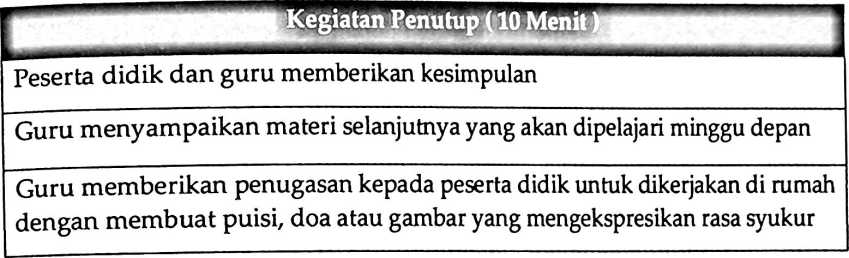 Kegiatan Penutup ( 10 Menit )
Peserta didik dan guru memberikan kesimpulan
Guru menyampaikan materi selanjutnya yang akan dipelajari minggu depan
Guru memberikan penugasan kepada peserta didik untuk dikerjakan di rumah
dengan membuat puisi, doa atau gambar yang mengekspresikan rasa syukur